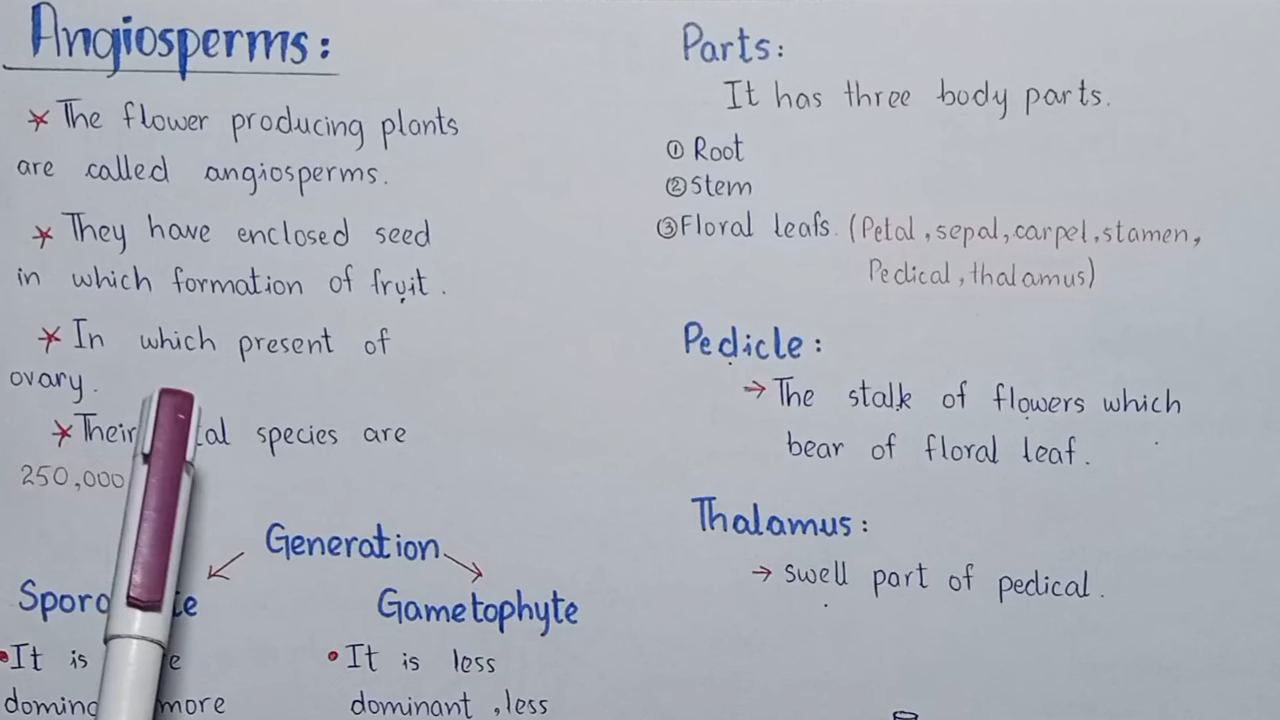 Angiosperms:
* The flower producing plants
are called angiosperms.
* They have enclosed seed
in which formation of fruit.
* In which present of
ovary.
* Their species are
250,000
Generation
Gametophyte
• It is
more
• It is less
dominant, less
Parts:
It has three body parts.
① Root
② Stem
③ Floral leafs. (Petal, sepal, carpel, stamen,
Pedical, thalamus)
Pedicle:
→ The stalk of flowers which
bear of floral leaf.
Thalamus:
→ swell part of pedical.